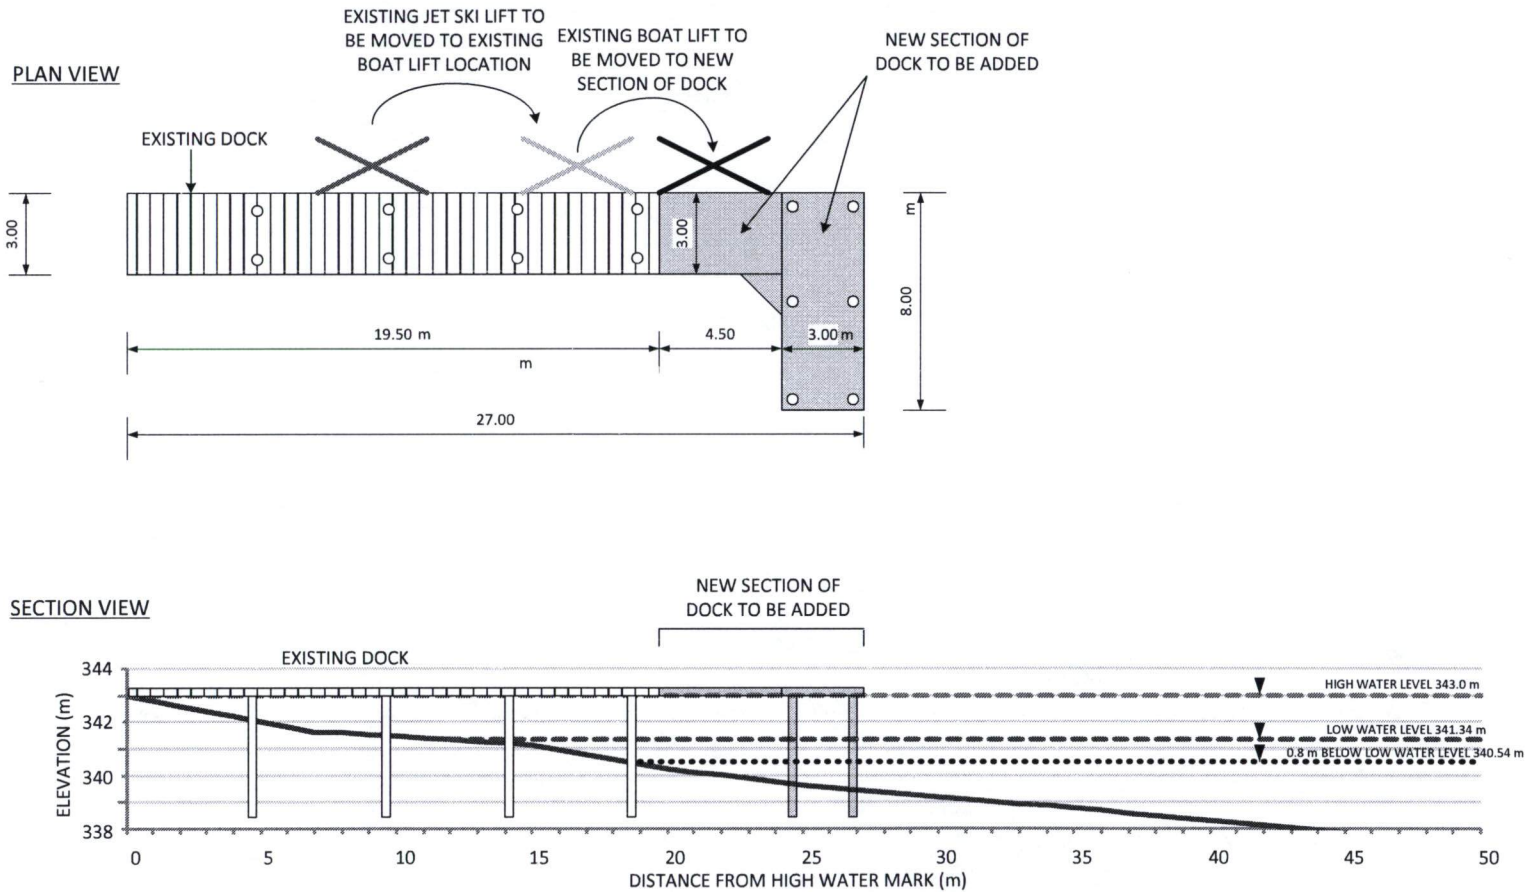 EXISTING JET SKI LIFT TO
BE MOVED TO EXISTING
BOAT LIFT LOCATION
EXISTING BOAT LIFT TO
BE MOVED TO NEW
SECTION OF DOCK
NEW SECTION OF
DOCK TO BE ADDED
PLAN VIEW
EXISTING DOCK
3.00
3.00
m
8.00
19.50 m
4.50
3.00 m
m
27.00
NEW SECTION OF
DOCK TO BE ADDED
SECTION VIEW
EXISTING DOCK
344
342
340
338
ELEVATION (m)
HIGH WATER LEVEL 343.0 m
LOW WATER LEVEL 341.34 m
0.8 m BELOW LOW WATER LEVEL 340.54 m
0 5 10 15 20 25 30 35 40 45 50
DISTANCE FROM HIGH WATER MARK (m)